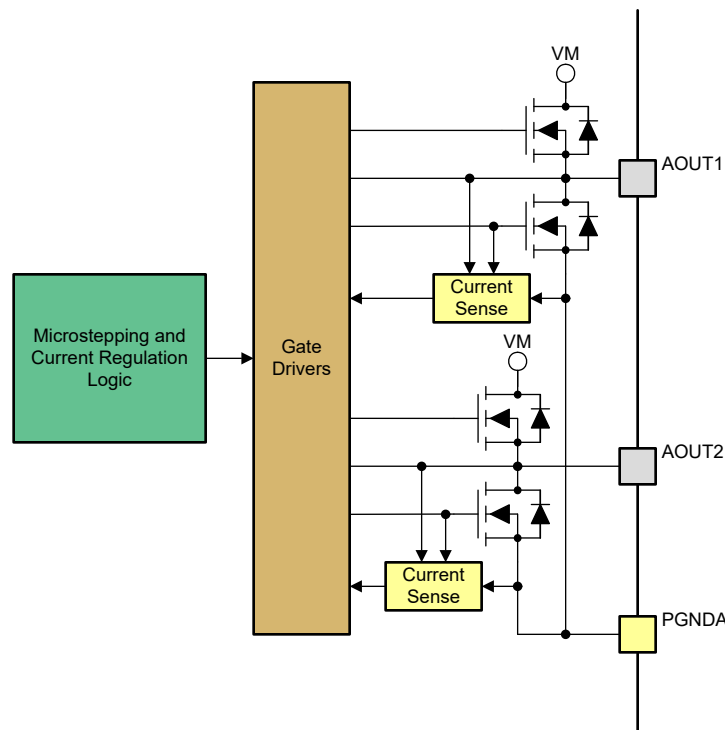 VM
AOUT1
Current
Sense
Microstepping and
Current Regulation
Logic
Gate
Drivers
VM
AOUT2
Current
Sense
PGNDA